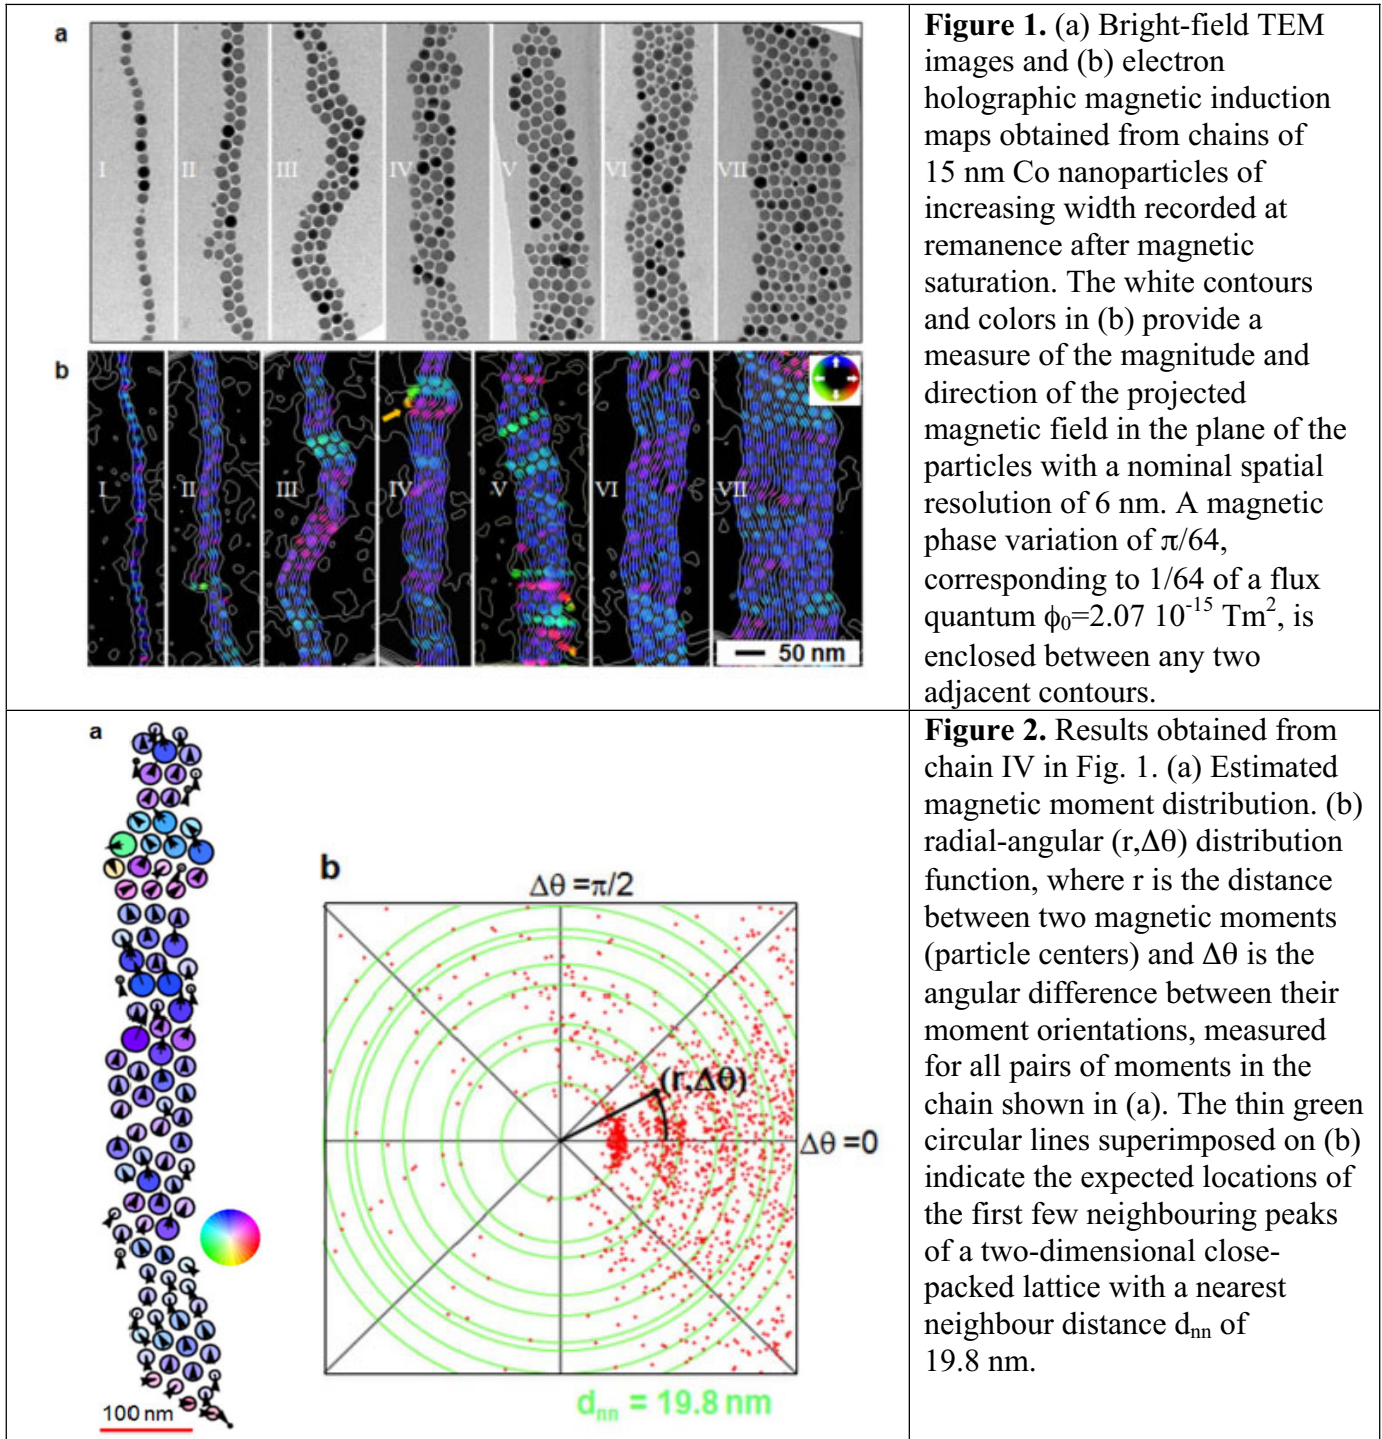 a
I
II
III
IV
V
VI
VII
b
I
II
III
IV
V
VI
VII
50 nm
Figure 1. (a) Bright-field TEM
images and (b) electron
holographic magnetic induction
maps obtained from chains of
15 nm Co nanoparticles of
increasing width recorded at
remanence after magnetic
saturation. The white contours
and colors in (b) provide a
measure of the magnitude and
direction of the projected
magnetic field in the plane of the
particles with a nominal spatial
resolution of 6 nm. A magnetic
phase variation of π/64,
corresponding to 1/64 of a flux
quantum ϕ₀=2.07 10⁻¹⁵ Tm², is
enclosed between any two
adjacent contours.
a
100 nm
b
Δθ =π/2
(r,Δθ)
Δθ =0
dₙₙ = 19.8 nm
Figure 2. Results obtained from
chain IV in Fig. 1. (a) Estimated
magnetic moment distribution. (b)
radial-angular (r,Δθ) distribution
function, where r is the distance
between two magnetic moments
(particle centers) and Δθ is the
angular difference between their
moment orientations, measured
for all pairs of moments in the
chain shown in (a). The thin green
circular lines superimposed on (b)
indicate the expected locations of
the first few neighbouring peaks
of a two-dimensional close-
packed lattice with a nearest
neighbour distance dₙₙ of
19.8 nm.